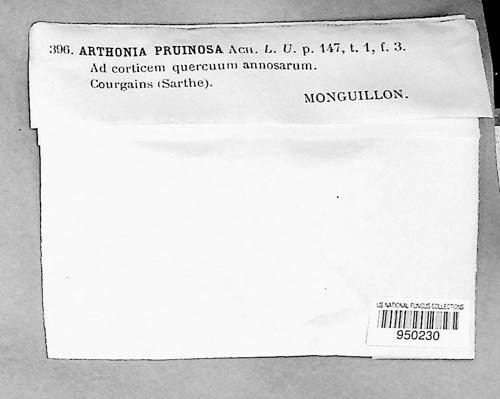 396. ARTHONIA PRUINOSA Ach. L. U. p. 147, t. 1, f. 3.
Ad corticem quercuum annosarum.
Courgains (Sarthe).
MONGUILLON.
US NATIONAL FUNGUS COLLECTIONS
950230